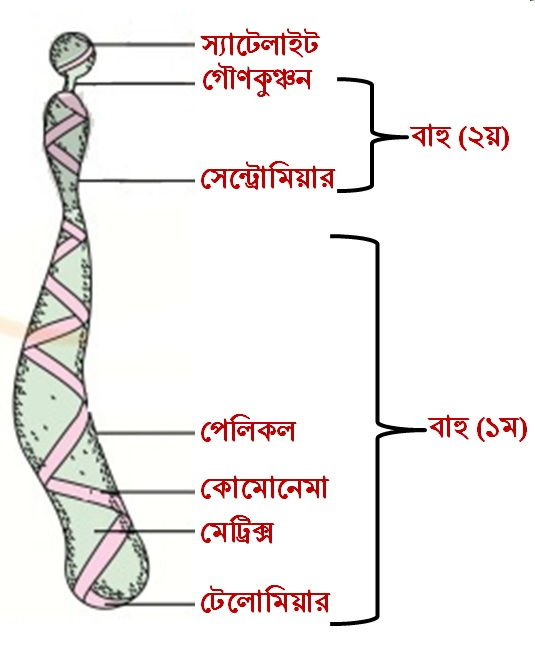 স্যাটেলাইট
গৌণকুঞ্চন
বাহু (২য়)
সেন্ট্রোমিয়ার
বাহু (১ম)
পেলিকল
কোমোনেমা
মেট্রিক্স
টেলোমিয়ার